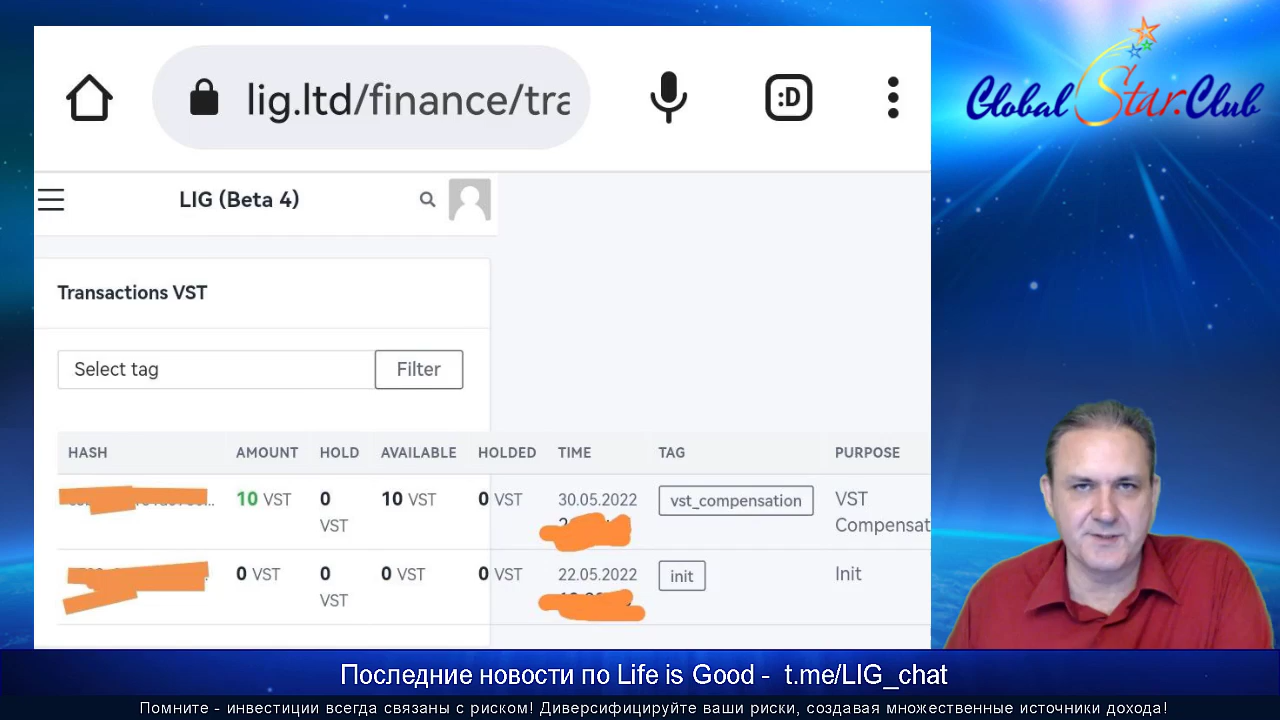 lig.ltd/finance/tra
:D
Global Star.Club
LIG (Beta 4)
Transactions VST
Select tag
Filter
HASH AMOUNT HOLD AVAILABLE HOLDED TIME TAG PURPOSE
10 VST 0 VST 10 VST 0 VST 30.05.2022 vst_compensation VST Compensat
0 VST 0 VST 0 VST 0 VST 22.05.2022 init Init
Последние новости по Life is Good - t.me/LIG_chat
Помните - инвестиции всегда связаны с риском! Диверсифицируйте ваши риски, создавая множественные источники дохода!